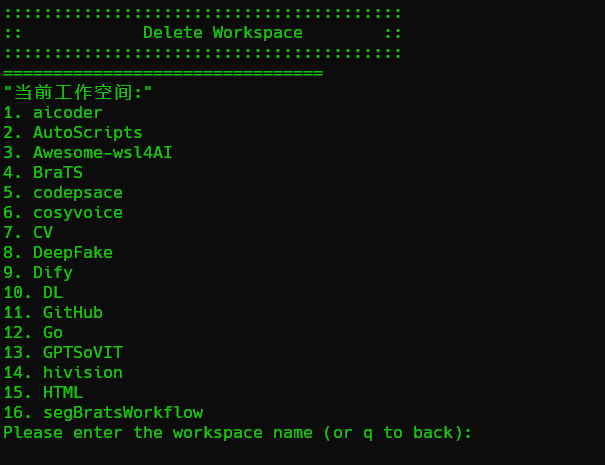 ::::::::::::::::::::::::::::::::::::::::
::            Delete Workspace        ::
::::::::::::::::::::::::::::::::::::::::
================================
"当前工作空间:"
1. aicoder
2. AutoScripts
3. Awesome-wsl4AI
4. BraTS
5. codepsace
6. cosyvoice
7. CV
8. DeepFake
9. Dify
10. DL
11. GitHub
12. Go
13. GPTSoVIT
14. hivision
15. HTML
16. segBratsWorkflow
Please enter the workspace name (or q to back):